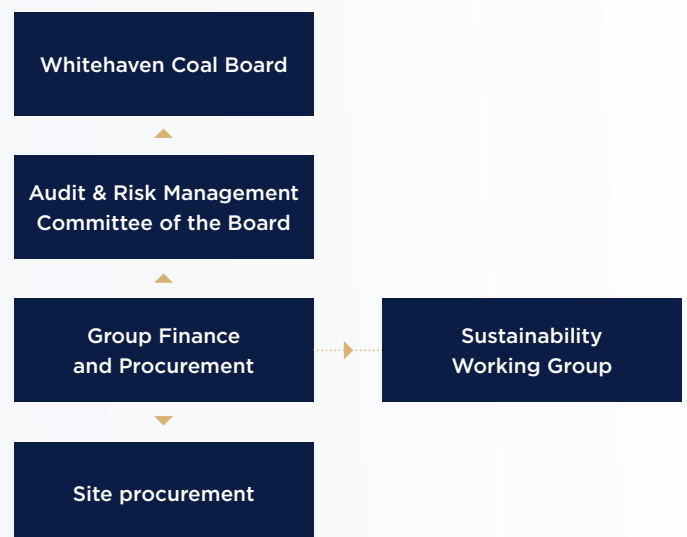 Whitehaven Coal Board
Audit & Risk Management
Committee of the Board
Group Finance
and Procurement
Sustainability
Working Group
Site procurement